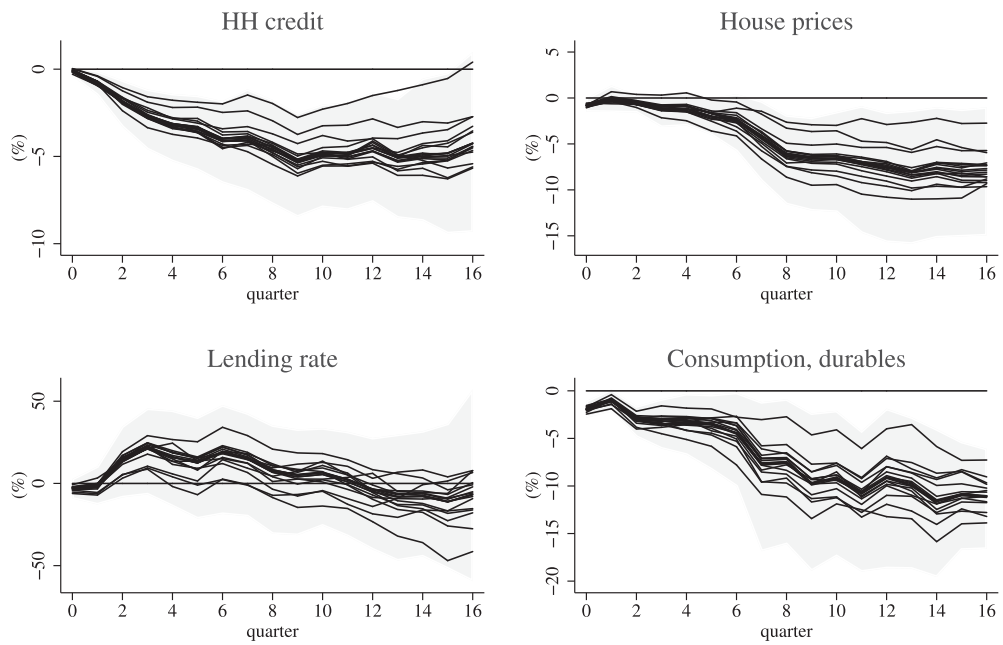 HH credit
0
−5
−10
(%)
0 2 4 6 8 10 12 14 16
quarter
House prices
5
0
−5
−10
−15
(%)
0 2 4 6 8 10 12 14 16
quarter
Lending rate
50
0
−50
(%)
0 2 4 6 8 10 12 14 16
quarter
Consumption, durables
0
−5
−10
−15
−20
(%)
0 2 4 6 8 10 12 14 16
quarter